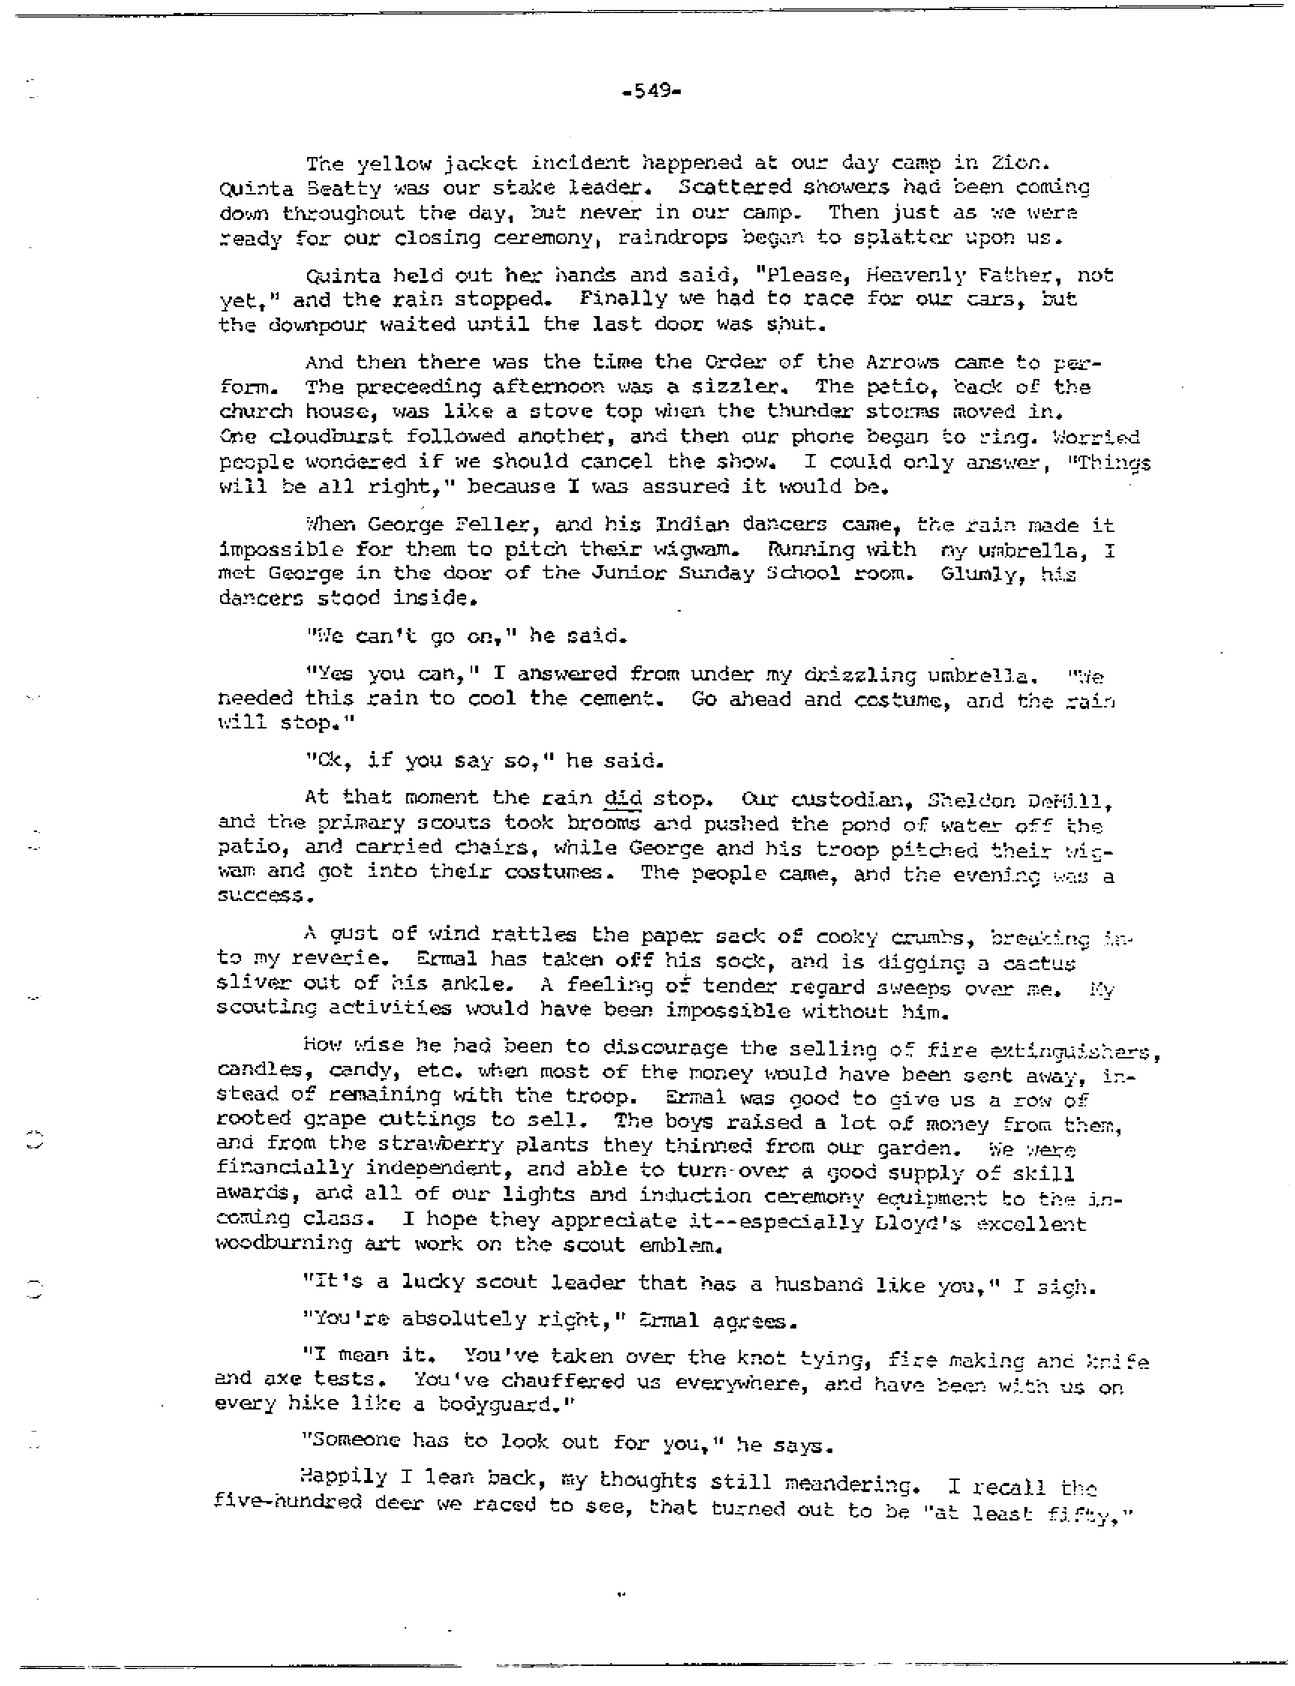 -549-
The yellow jacket incident happened at our day camp in Zion.
Quinta Beatty was our stake leader. Scattered showers had been coming
down throughout the day, but never in our camp. Then just as we were
ready for our closing ceremony, raindrops began to splatter upon us.
Quinta held out her hands and said, "Please, Heavenly Father, not
yet," and the rain stopped. Finally we had to race for our cars, but
the downpour waited until the last door was shut.
And then there was the time the Order of the Arrows came to per-
form. The preceeding afternoon was a sizzler. The patio, back of the
church house, was like a stove top when the thunder storms moved in.
One cloudburst followed another, and then our phone began to ring. Worried
people wondered if we should cancel the show. I could only answer, "Things
will be all right," because I was assured it would be.
When George Feller, and his Indian dancers came, the rain made it
impossible for them to pitch their wigwam. Running with my umbrella, I
met George in the door of the Junior Sunday School room. Glumly, his
dancers stood inside.
"We can't go on," he said.
"Yes you can," I answered from under my drizzling umbrella. "We
needed this rain to cool the cement. Go ahead and costume, and the rain
will stop."
"Ok, if you say so," he said.
At that moment the rain did stop. Our custodian, Sheldon DeMill,
and the primary scouts took brooms and pushed the pond of water off the
patio, and carried chairs, while George and his troop pitched their wig-
wam and got into their costumes. The people came, and the evening was a
success.
A gust of wind rattles the paper sack of cooky crumbs, breaking in-
to my reverie. Ermal has taken off his sock, and is digging a cactus
sliver out of his ankle. A feeling of tender regard sweeps over me. My
scouting activities would have been impossible without him.
How wise he had been to discourage the selling of fire extinguishers,
candles, candy, etc. when most of the money would have been sent away, in-
stead of remaining with the troop. Ermal was good to give us a row of
rooted grape cuttings to sell. The boys raised a lot of money from them,
and from the strawberry plants they thinned from our garden. We were
financially independent, and able to turn over a good supply of skill
awards, and all of our lights and induction ceremony equipment to the in-
coming class. I hope they appreciate it--especially Lloyd's excellent
woodburning art work on the scout emblem.
"It's a lucky scout leader that has a husband like you," I sigh.
"You're absolutely right," Ermal agrees.
"I mean it. You've taken over the knot tying, fire making and knife
and axe tests. You've chauffered us everywhere, and have been with us on
every hike like a bodyguard."
"Someone has to look out for you," he says.
Happily I lean back, my thoughts still meandering. I recall the
five-hundred deer we raced to see, that turned out to be "at least fifty,"